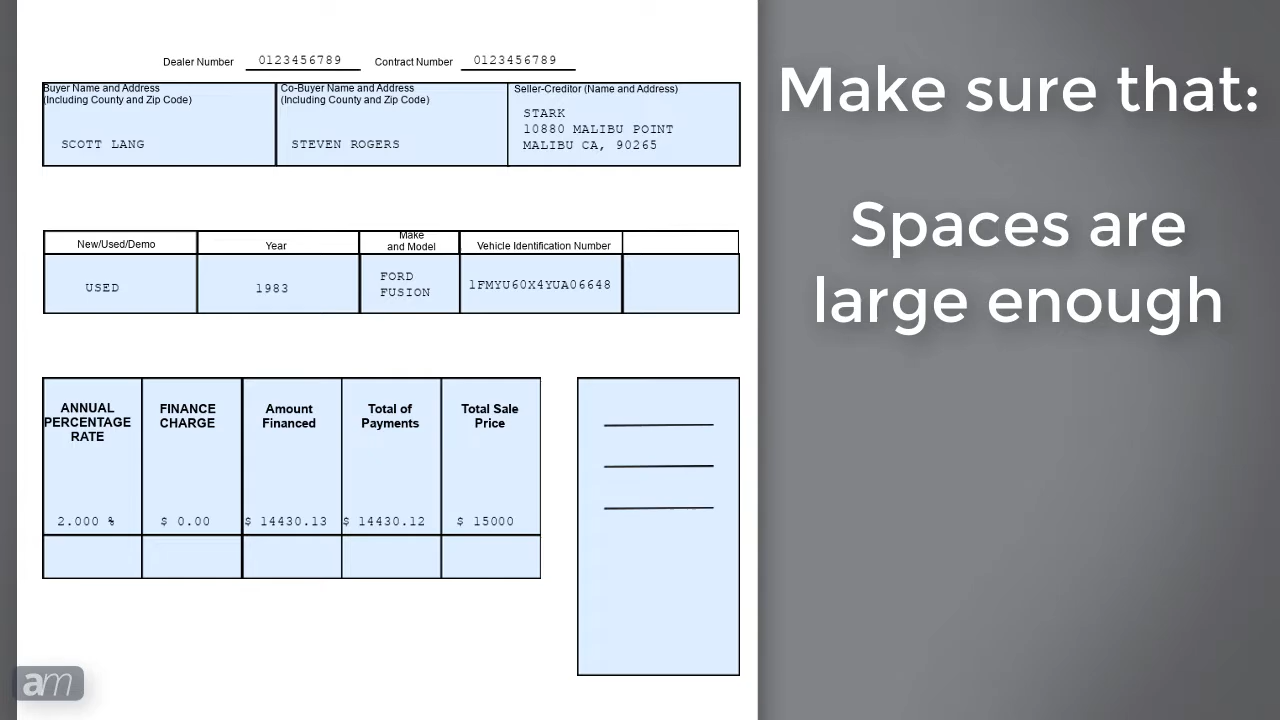 Dealer Number 0123456789 Contract Number 0123456789
Buyer Name and Address
(Including County and Zip Code)
SCOTT LANG
Co-Buyer Name and Address
(Including County and Zip Code)
STEVEN ROGERS
Seller-Creditor (Name and Address)
STARK
10880 MALIBU POINT
MALIBU CA, 90265
New/Used/Demo
Year
Make
and Model
Vehicle Identification Number
USED
1983
FORD
FUSION
1FMYU60X4YUA06648
ANNUAL
PERCENTAGE
RATE
FINANCE
CHARGE
Amount
Financed
Total of
Payments
Total Sale
Price
2.000 %
$ 0.00
$ 14430.13
$ 14430.12
$ 15000
Make sure that:
Spaces are
large enough
am